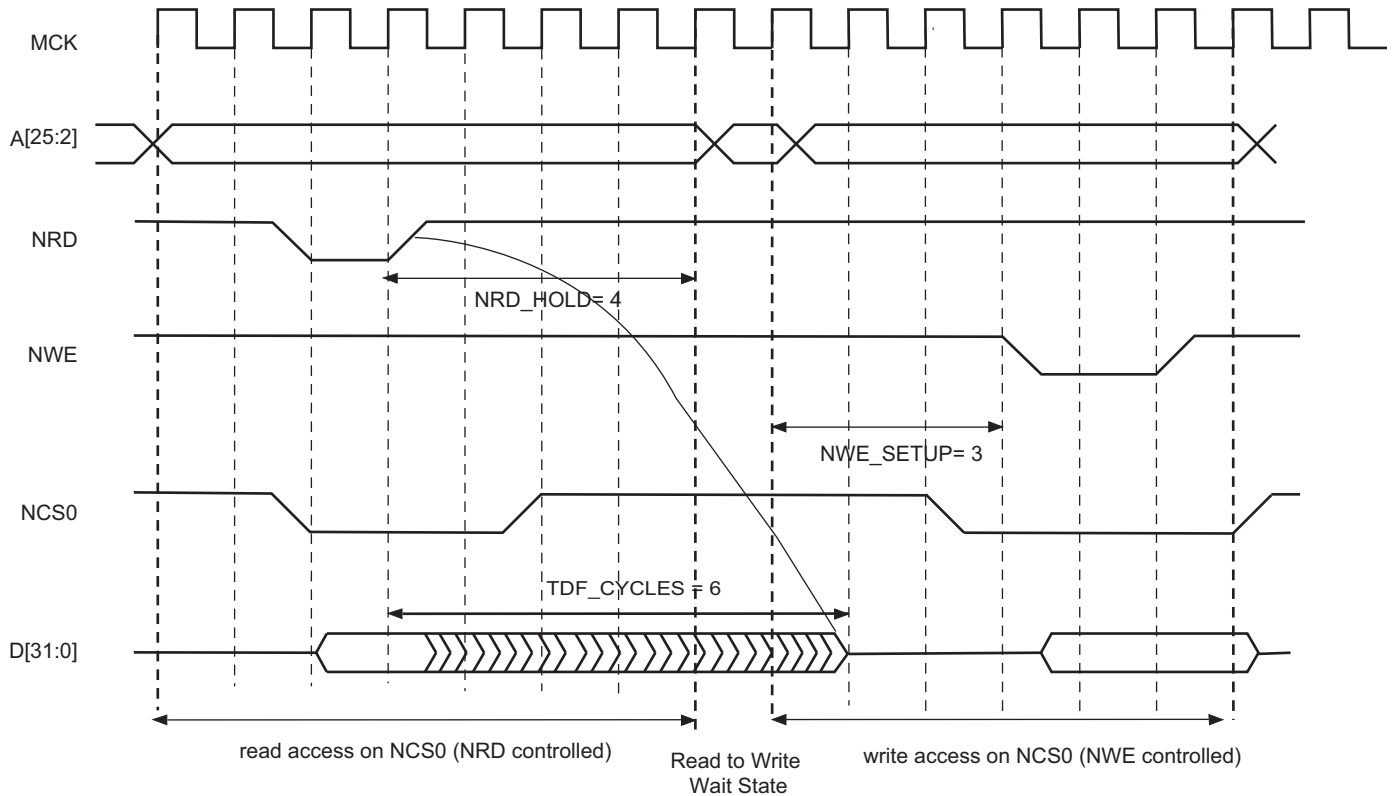 MCK
A[25:2]
NRD
NRD_HOLD= 4
NWE
NWE_SETUP= 3
NCS0
TDF_CYCLES = 6
D[31:0]
read access on NCS0 (NRD controlled)
Read to Write
Wait State
write access on NCS0 (NWE controlled)